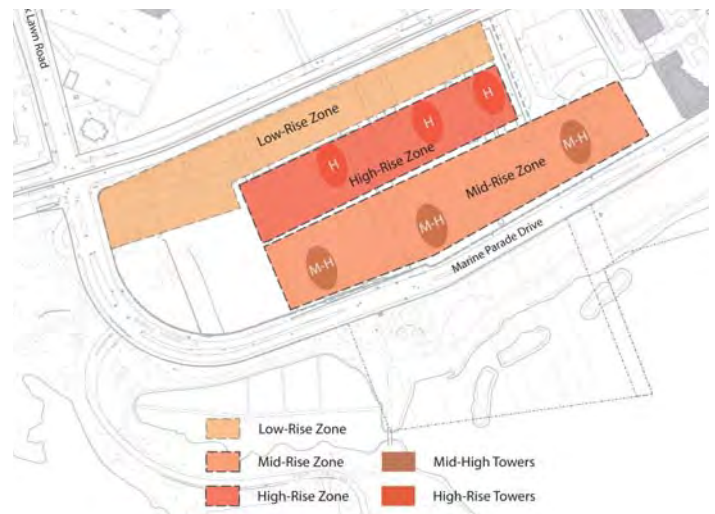 Lawn Road
Low-Rise Zone
H
H
H
High-Rise Zone
Mid-Rise Zone
M-H
M-H
M-H
Marine Parade Drive
Low-Rise Zone
Mid-Rise Zone
Mid-High Towers
High-Rise Zone
High-Rise Towers